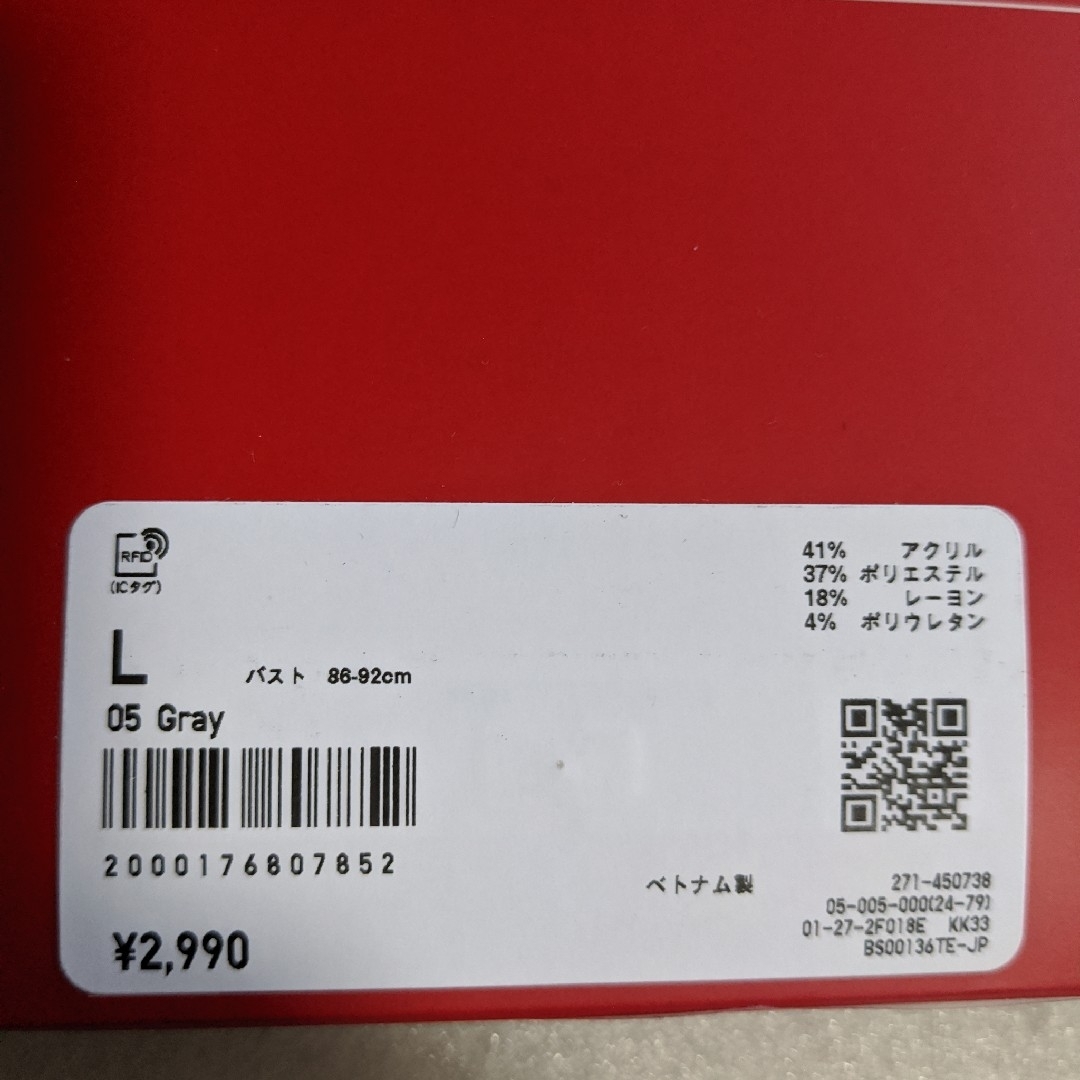 RFID
(ICタグ)
41% アクリル
37% ポリエステル
18% レーヨン
4% ポリウレタン
L バスト 86-92cm
05 Gray
2000176807852
ベトナム製
271-450738
05-005-000(24-79)
01-27-2F018E KK33
BS00136TE-JP
¥2,990